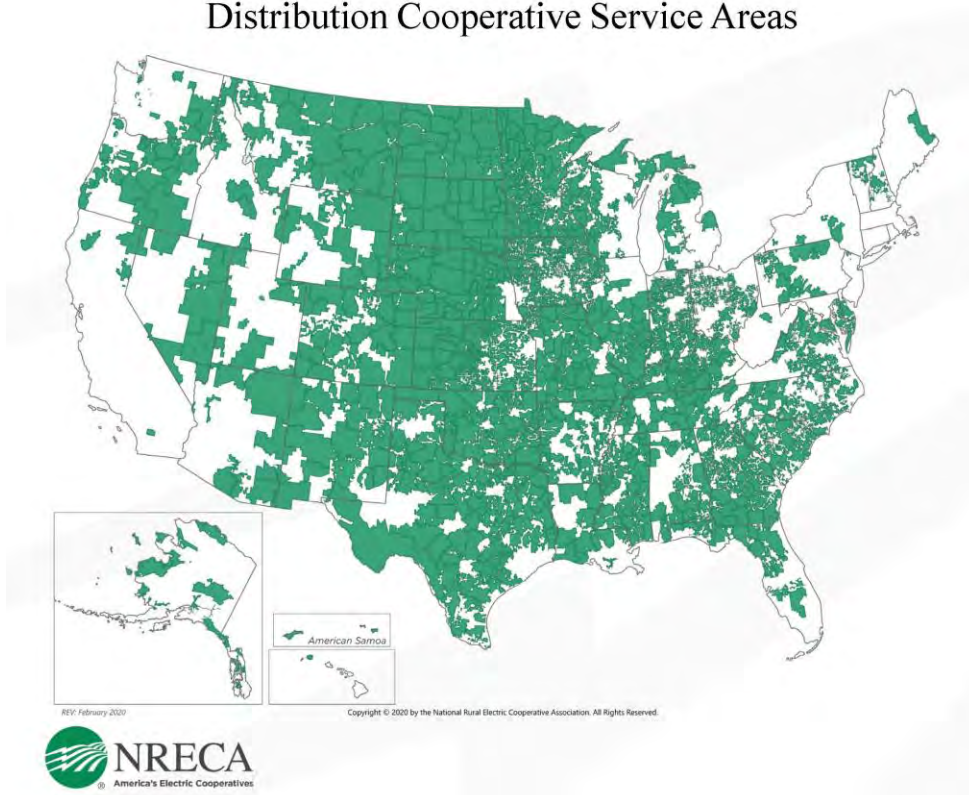 Distribution Cooperative Service Areas
American Samoa
REV: February 2020
Copyright © 2020 by the National Rural Electric Cooperative Association. All Rights Reserved.
NRECA
®
America's Electric Cooperatives